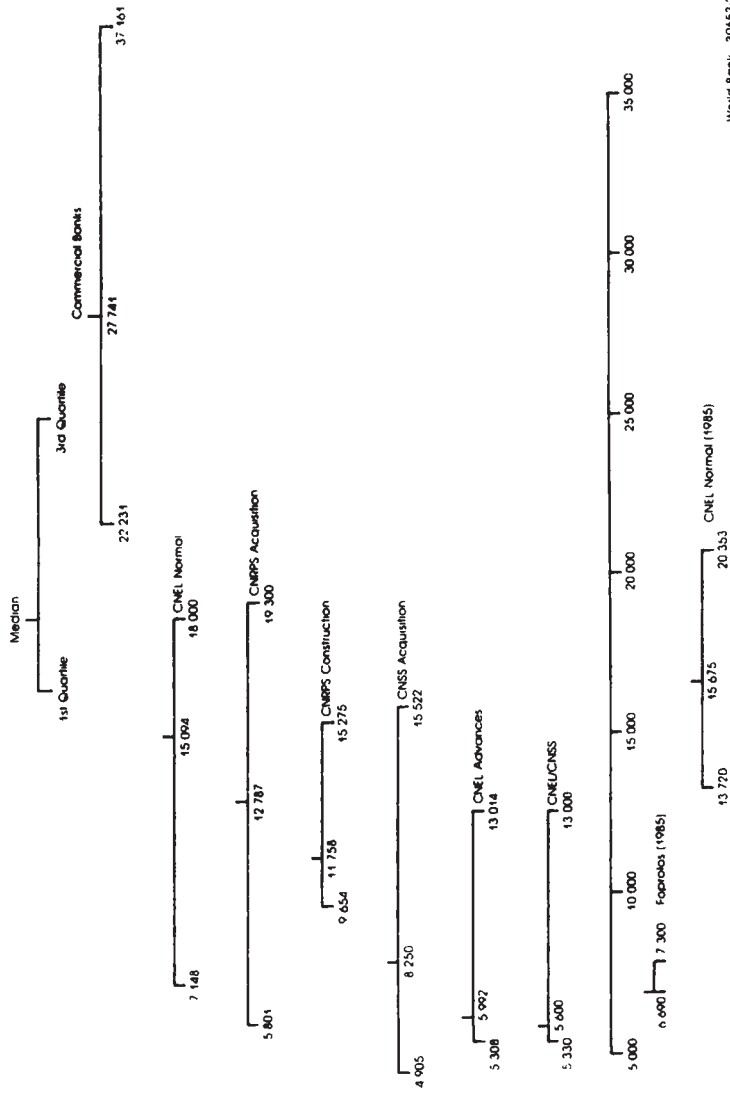 Median
1st Quartile
3rd Quartile
Commercial Banks
22 231
27 741
37 161
CNEL Normal
7 148
15 094
18 000
CNRPS Acquisition
5 801
12 787
19 300
CNRPS Construction
9 654
11 758
15 275
CNSS Acquisition
4 905
8 250
15 522
CNEL Advances
5 308
5 992
13 014
CNEL/CNSS
5 330
5 600
13 000
5 000
10 000
15 000
20 000
25 000
30 000
35 000
6 690
7 300 Foprolos (1985)
CNEL Normal (1985)
13 720
15 675
20 353
World Bank